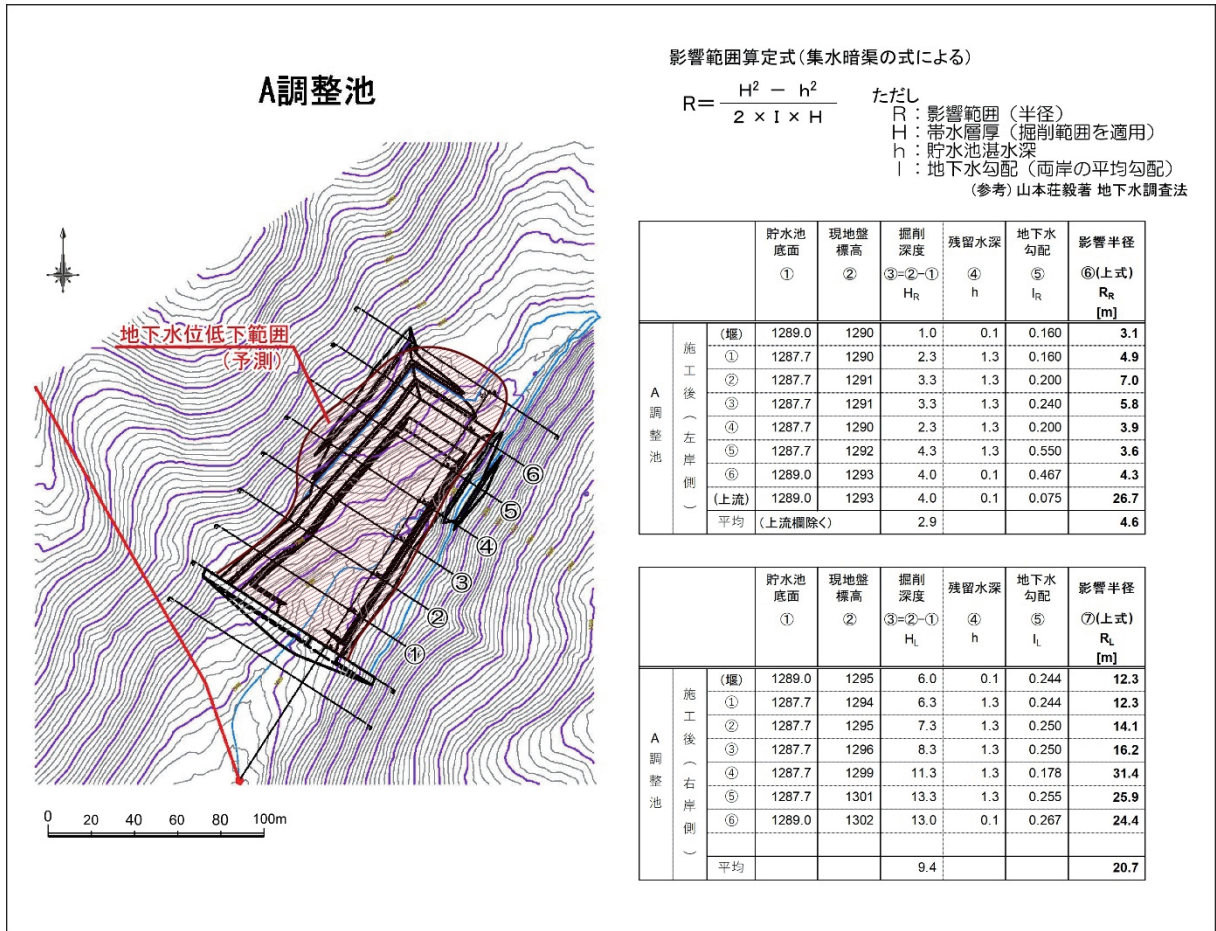 A調整池
地下水位低下範囲
(予測)
①
②
③
④
⑤
⑥
0 20 40 60 80 100m
影響範囲算定式(集水暗渠の式による)
R= H² − h² / 2 × I × H
ただし
R：影響範囲（半径）
H：帯水層厚（掘削範囲を適用）
h：貯水池湛水深
I：地下水勾配（両岸の平均勾配）
(参考) 山本荘毅著 地下水調査法
貯水池底面 ① 現地盤標高 ② 掘削深度 ③=②-① HR 残留水深 ④ h 地下水勾配 ⑤ IR 影響半径 ⑥(上式) RR [m]
A調整池 施工後(左岸側)
(堰) 1289.0 1290 1.0 0.1 0.160 3.1
① 1287.7 1290 2.3 1.3 0.160 4.9
② 1287.7 1291 3.3 1.3 0.200 7.0
③ 1287.7 1291 3.3 1.3 0.240 5.8
④ 1287.7 1290 2.3 1.3 0.200 3.9
⑤ 1287.7 1292 4.3 1.3 0.550 3.6
⑥ 1289.0 1293 4.0 0.1 0.467 4.3
(上流) 1289.0 1293 4.0 0.1 0.075 26.7
平均 (上流欄除く) 2.9 4.6
貯水池底面 ① 現地盤標高 ② 掘削深度 ③=②-① HL 残留水深 ④ h 地下水勾配 ⑤ IL 影響半径 ⑦(上式) RL [m]
A調整池 施工後(右岸側)
(堰) 1289.0 1295 6.0 0.1 0.244 12.3
① 1287.7 1294 6.3 1.3 0.244 12.3
② 1287.7 1295 7.3 1.3 0.250 14.1
③ 1287.7 1296 8.3 1.3 0.250 16.2
④ 1287.7 1299 11.3 1.3 0.178 31.4
⑤ 1287.7 1301 13.3 1.3 0.255 25.9
⑥ 1289.0 1302 13.0 0.1 0.267 24.4
平均 9.4 20.7